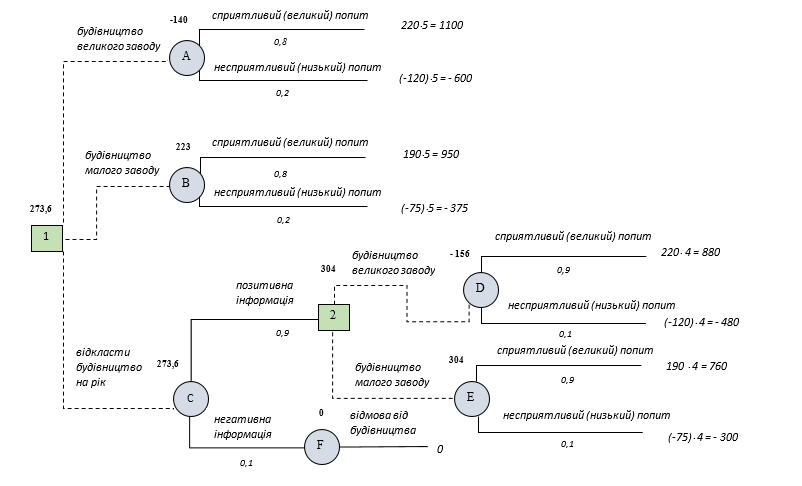 -140
сприятливий (великий) попит
220·5 = 1100
будівництво
великого заводу
A
0,8
несприятливий (низький) попит
(-120)·5 = - 600
0,2
будівництво
малого заводу
223
сприятливий (великий) попит
190·5 = 950
B
0,8
несприятливий (низький) попит
(-75)·5 = - 375
0,2
273,6
1
сприятливий (великий) попит
220· 4 = 880
будівництво
великого заводу
-156
0,9
304
позитивна
інформація
D
несприятливий (низький) попит
2
(-120)·4 = - 480
0,9
0,1
відкласти
будівництво
на рік
273,6
304
сприятливий (великий) попит
190 ·4 = 760
будівництво
малого заводу
0,9
C
E
0
негативна
інформація
відмова від
будівництва
несприятливий (низький) попит
(-75)·4 = - 300
F
0
0,1
0,1